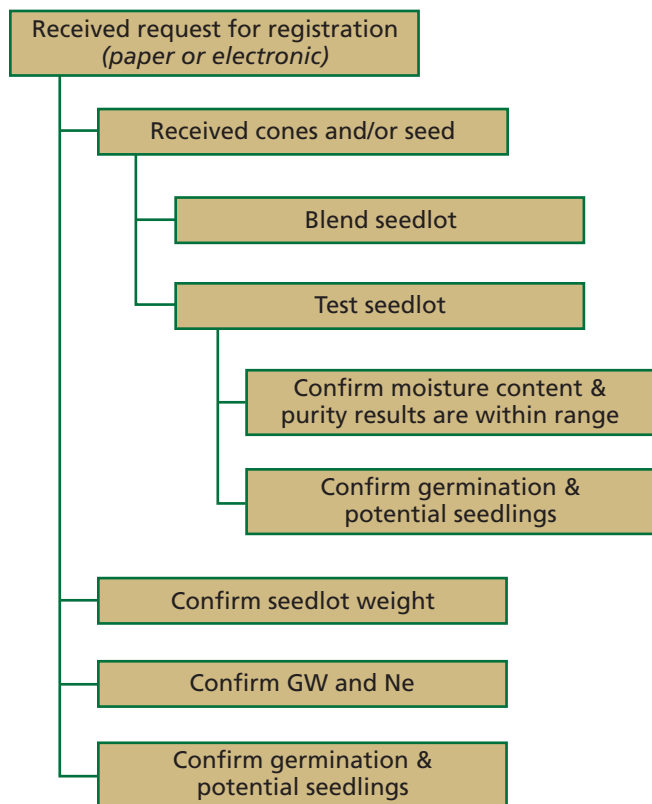 Received request for registration
(paper or electronic)
Received cones and/or seed
Blend seedlot
Test seedlot
Confirm moisture content &
purity results are within range
Confirm germination &
potential seedlings
Confirm seedlot weight
Confirm GW and Ne
Confirm germination &
potential seedlings